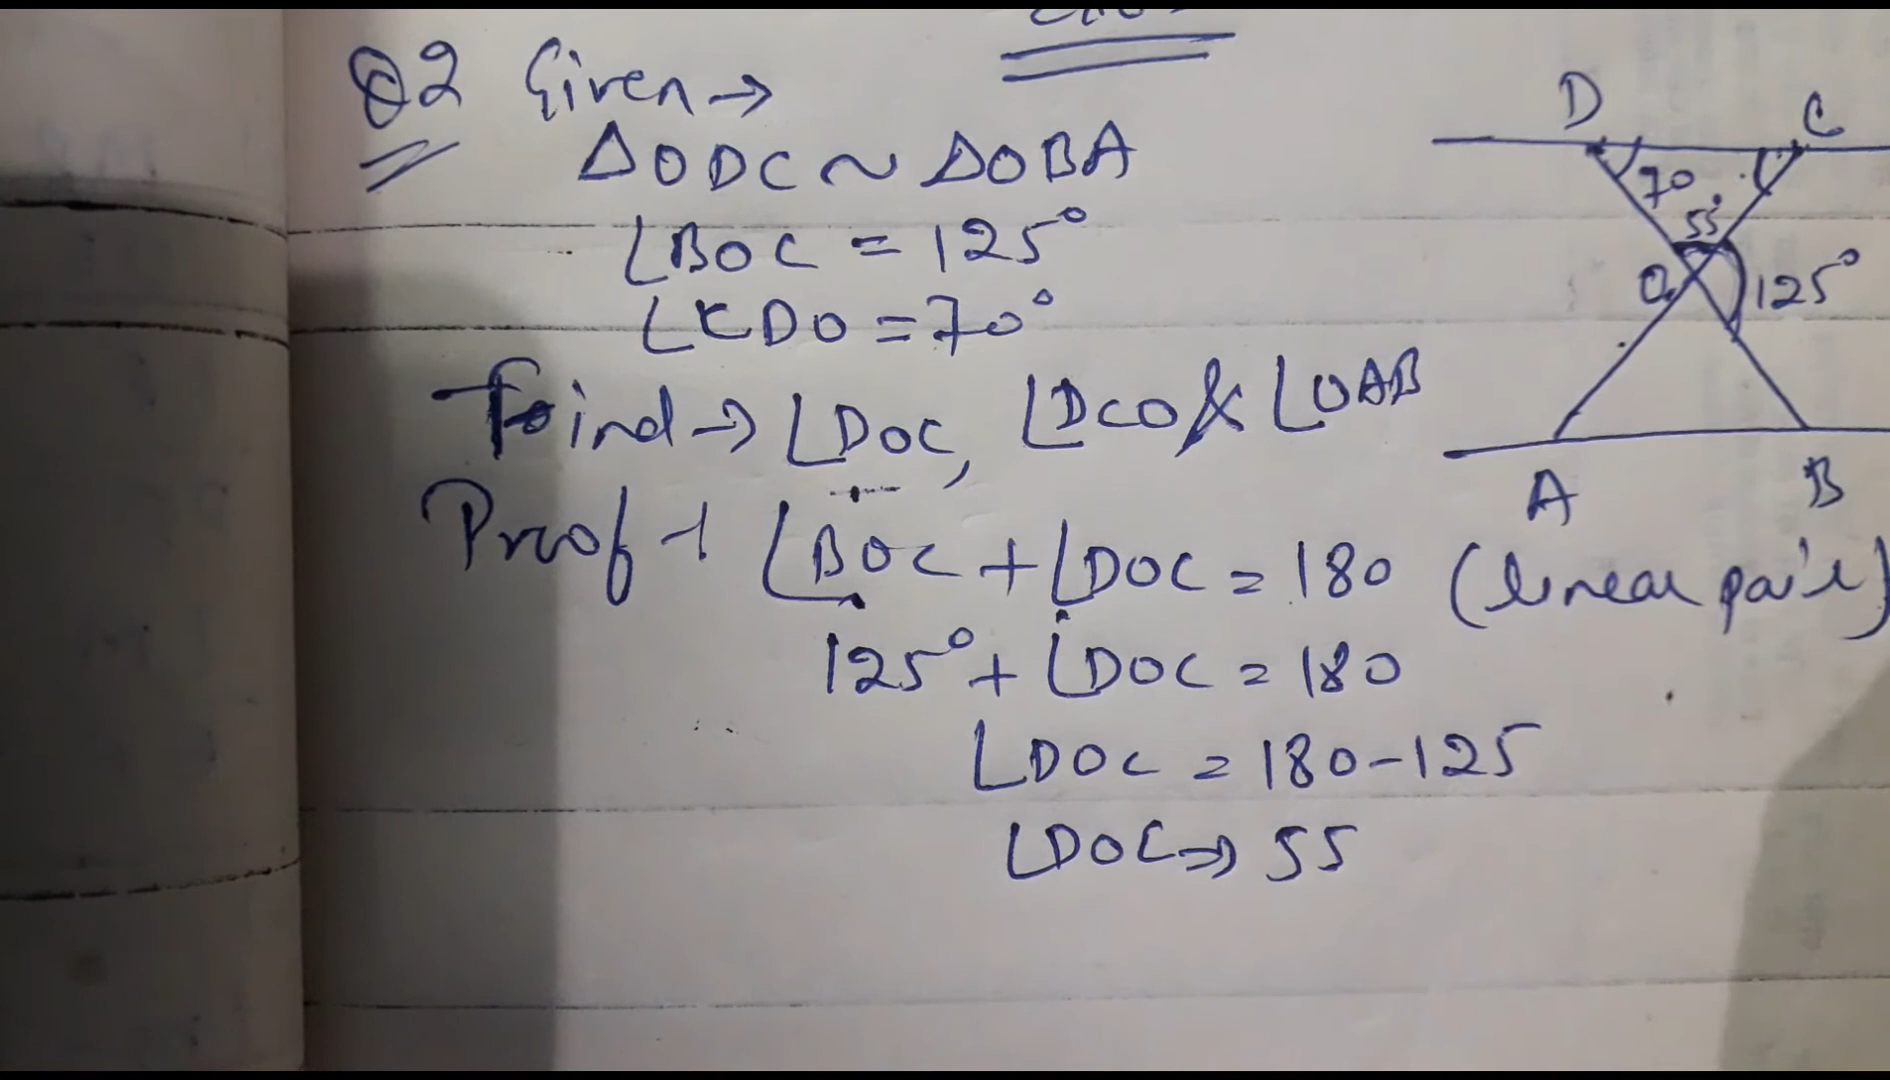 Q2 Given →
ΔODC ~ ΔOBA
∠BOC = 125°
∠CDO = 70°
Find → ∠DOC, ∠DCO & ∠OAB
Proof → ∠BOC + ∠DOC = 180 (linear pair)
125° + ∠DOC = 180
∠DOC = 180-125
∠DOC ⇒ 55
D C
70
55°
O 125°
A B